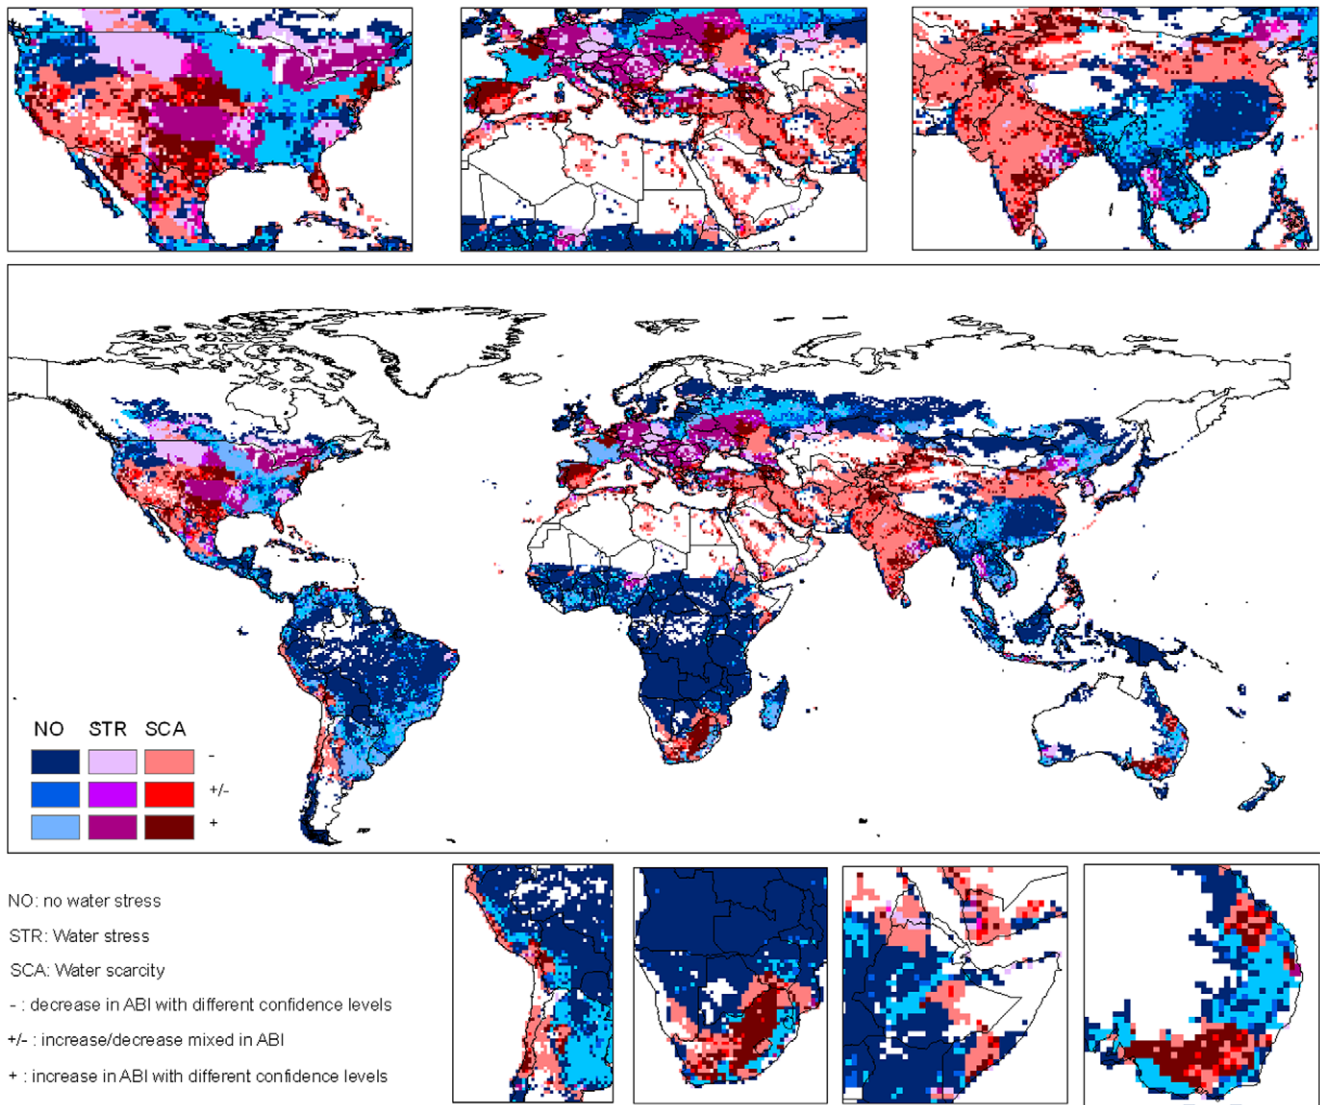 NO STR SCA
-
+/-
+
NO: no water stress
STR: Water stress
SCA: Water scarcity
- : decrease in ABI with different confidence levels
+/- : increase/decrease mixed in ABI
+ : increase in ABI with different confidence levels